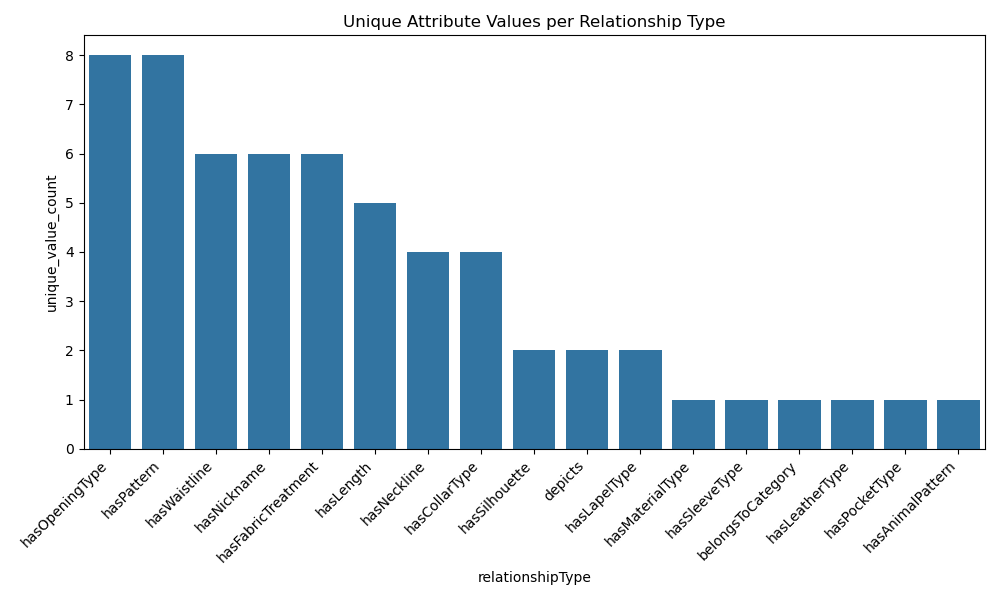 Unique Attribute Values per Relationship Type
unique_value_count
8
7
6
5
4
3
2
1
0
hasOpeningType
hasPattern
hasWaistline
hasNickname
hasFabricTreatment
hasLength
hasNeckline
hasCollarType
hasSilhouette
depicts
hasLapelType
hasMaterialType
hasSleeveType
belongsToCategory
hasLeatherType
hasPocketType
hasAnimalPattern
relationshipType